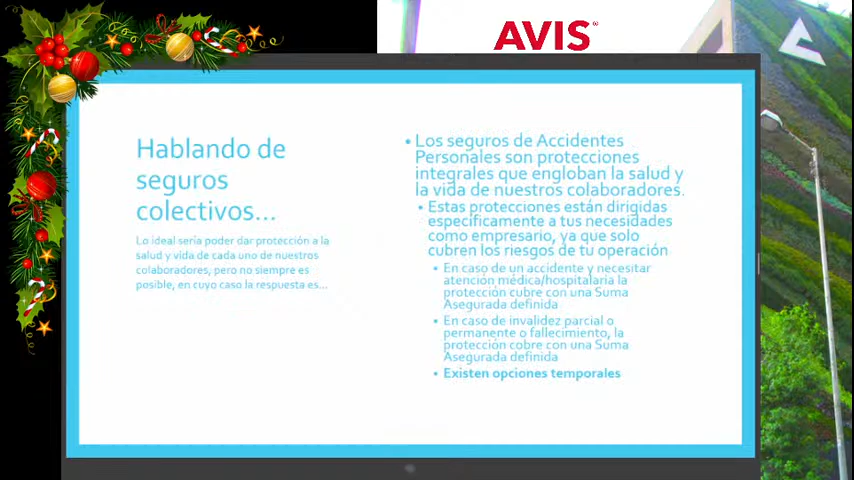 AVIS
Hablando de
seguros
colectivos...
Lo ideal sería poder dar protección a la
salud y vida de cada uno de nuestros
colaboradores, pero no siempre es
posible, en cuyo caso la respuesta es...
• Los seguros de Accidentes
Personales son protecciones
integrales que engloban la salud y
la vida de nuestros colaboradores.
• Estas protecciones están dirigidas
específicamente a tus necesidades
como empresario, ya que solo
cubren los riesgos de tu operación
• En caso de un accidente y necesitar
atención médica/hospitalaria la
protección cubre con una Suma
Asegurada definida
• En caso de invalidez parcial o
permanente o fallecimiento, la
protección cobre con una Suma
Asegurada definida
• Existen opciones temporales